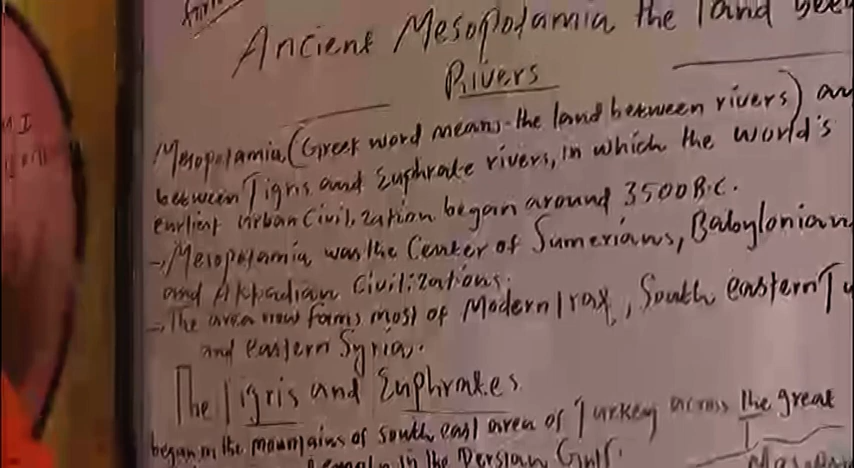 Ancient Mesopotamia the land
Rivers
Mesopotamia (Greek word means the land between rivers)
between Tigris and Euphrate rivers, in which the world's
earliest urban Civilization began around 3500 B.C.
→ Mesopotamia was the Center of Sumerians, Babylonian
and Akkadian Civilizations.
→ The area now forms most of Modern Iraq, South eastern
and eastern Syria.
The Tigris and Euphrates
began in the mountains of south east area of Turkey across the great
in the Persian Gulf.